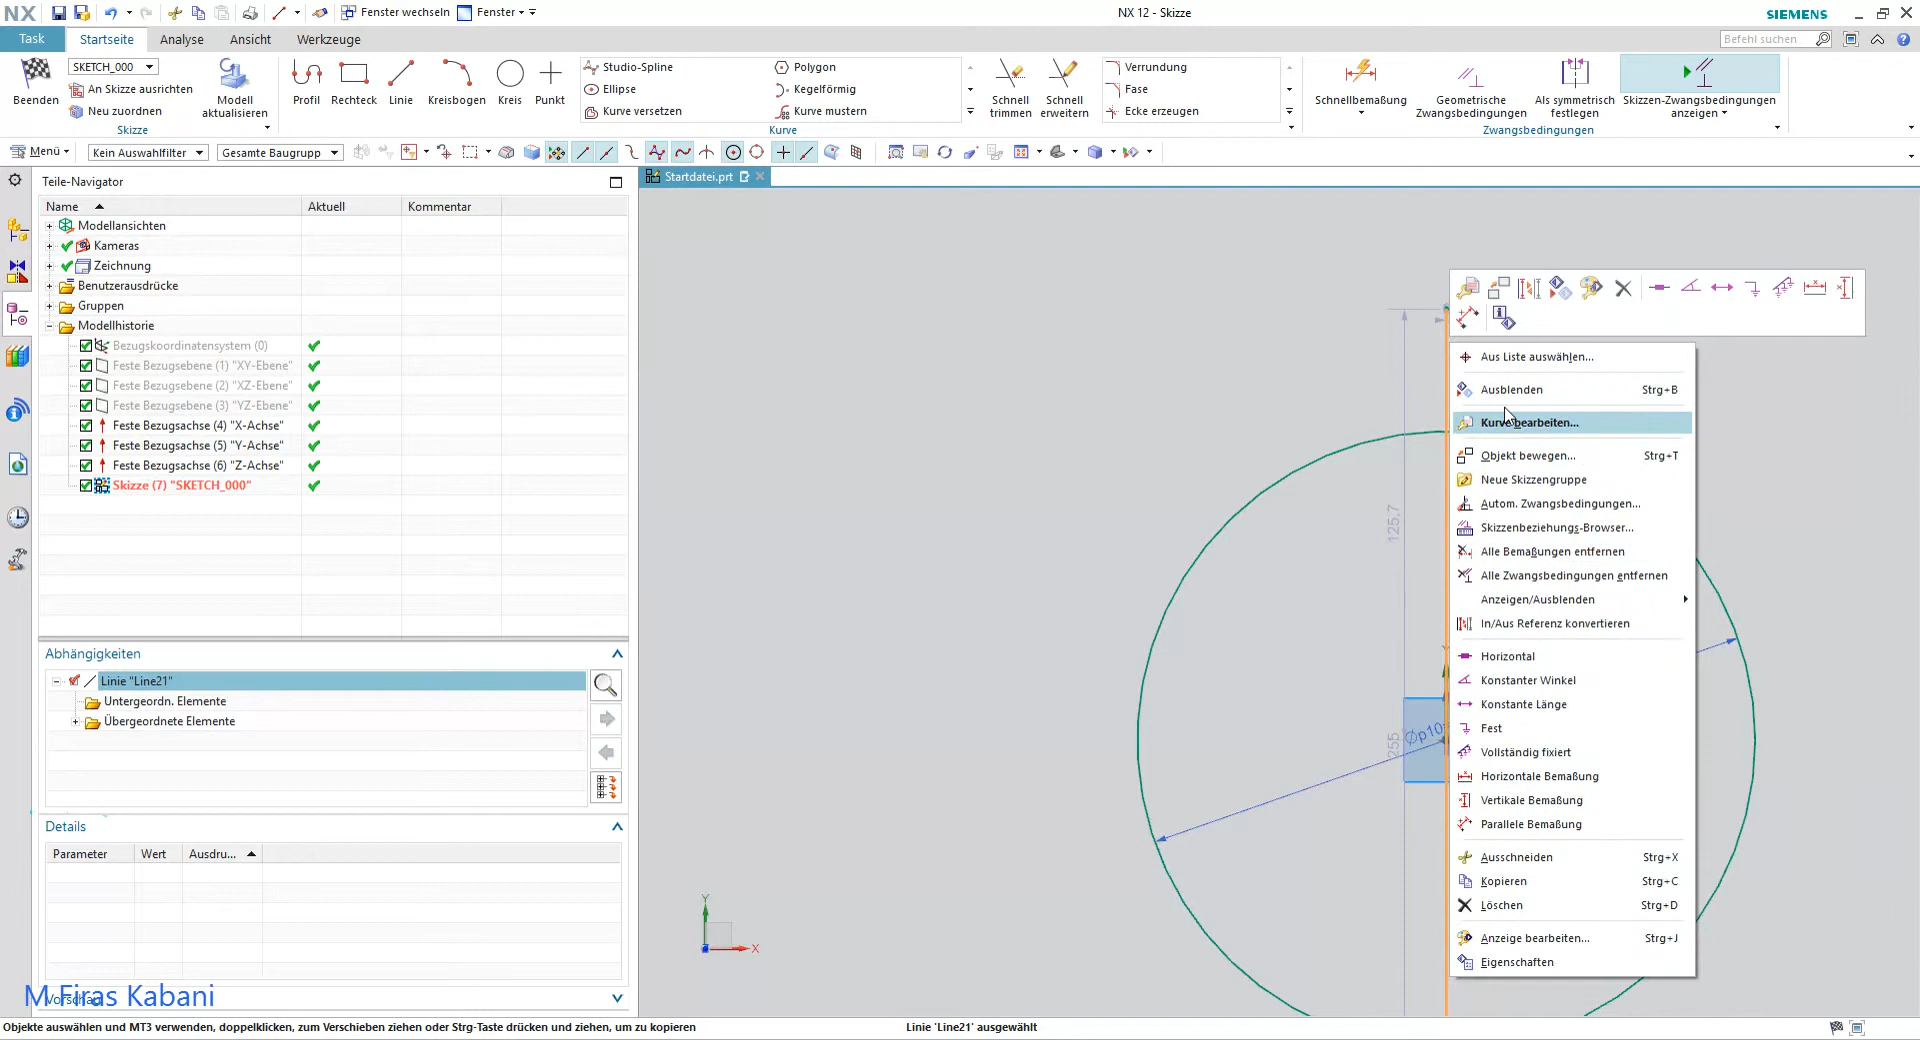 NX
Fenster wechseln
Fenster
NX 12 - Skizze
SIEMENS
Task
Startseite
Analyse
Ansicht
Werkzeuge
Befehl suchen
Beenden
SKETCH_000
An Skizze ausrichten
Neu zuordnen
Modell
aktualisieren
Skizze
Profil
Rechteck
Linie
Kreisbogen
Kreis
Punkt
Studio-Spline
Ellipse
Kurve versetzen
Polygon
Kegelförmig
Kurve mustern
Kurve
Schnell
trimmen
Schnell
erweitern
Verrundung
Fase
Ecke erzeugen
Schnellbemaßung
Geometrische
Zwangsbedingungen
Als symmetrisch
festlegen
Skizzen-Zwangsbedingungen
anzeigen
Zwangsbedingungen
Menü
Kein Auswahlfilter
Gesamte Baugrupp
Teile-Navigator
Startdatei.prt
Name
Aktuell
Kommentar
Modellansichten
Kameras
Zeichnung
Benutzerausdrücke
Gruppen
Modellhistorie
Bezugskoordinatensystem (0)
Feste Bezugsebene (1) "XY-Ebene"
Feste Bezugsebene (2) "XZ-Ebene"
Feste Bezugsebene (3) "YZ-Ebene"
Feste Bezugsachse (4) "X-Achse"
Feste Bezugsachse (5) "Y-Achse"
Feste Bezugsachse (6) "Z-Achse"
Skizze (7) "SKETCH_000"
Abhängigkeiten
Linie "Line21"
Untergeordn. Elemente
Übergeordnete Elemente
Details
Parameter
Wert
Ausdru...
M.Firas Kabani
125,7
255
Øp10
Y
X
Aus Liste auswählen...
Ausblenden Strg+B
Kurve bearbeiten...
Objekt bewegen... Strg+T
Neue Skizzengruppe
Autom. Zwangsbedingungen...
Skizzenbeziehungs-Browser...
Alle Bemaßungen entfernen
Alle Zwangsbedingungen entfernen
Anzeigen/Ausblenden
In/Aus Referenz konvertieren
Horizontal
Konstanter Winkel
Konstante Länge
Fest
Vollständig fixiert
Horizontale Bemaßung
Vertikale Bemaßung
Parallele Bemaßung
Ausschneiden Strg+X
Kopieren Strg+C
Löschen Strg+D
Anzeige bearbeiten... Strg+J
Eigenschaften
Objekte auswählen und MT3 verwenden, doppelklicken, zum Verschieben ziehen oder Strg-Taste drücken und ziehen, um zu kopieren
Linie 'Line21' ausgewählt